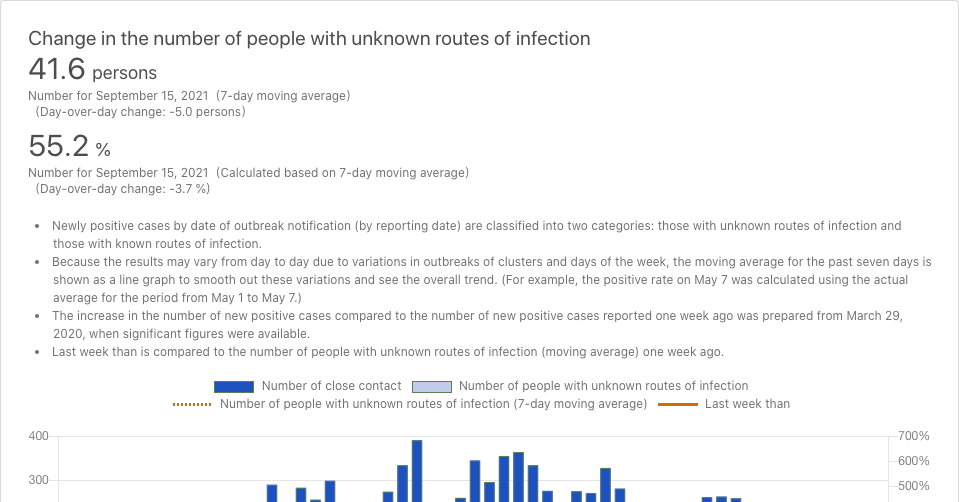 Change in the number of people with unknown routes of infection
41.6 persons
Number for September 15, 2021 (7-day moving average)
(Day-over-day change: -5.0 persons)
55.2 %
Number for September 15, 2021 (Calculated based on 7-day moving average)
(Day-over-day change: -3.7 %)
• Newly positive cases by date of outbreak notification (by reporting date) are classified into two categories: those with unknown routes of infection and
those with known routes of infection.
• Because the results may vary from day to day due to variations in outbreaks of clusters and days of the week, the moving average for the past seven days is
shown as a line graph to smooth out these variations and see the overall trend. (For example, the positive rate on May 7 was calculated using the actual
average for the period from May 1 to May 7.)
• The increase in the number of new positive cases compared to the number of new positive cases reported one week ago was prepared from March 29,
2020, when significant figures were available.
• Last week than is compared to the number of people with unknown routes of infection (moving average) one week ago.
Number of close contact Number of people with unknown routes of infection
Number of people with unknown routes of infection (7-day moving average) Last week than
400 700%
600%
300 500%